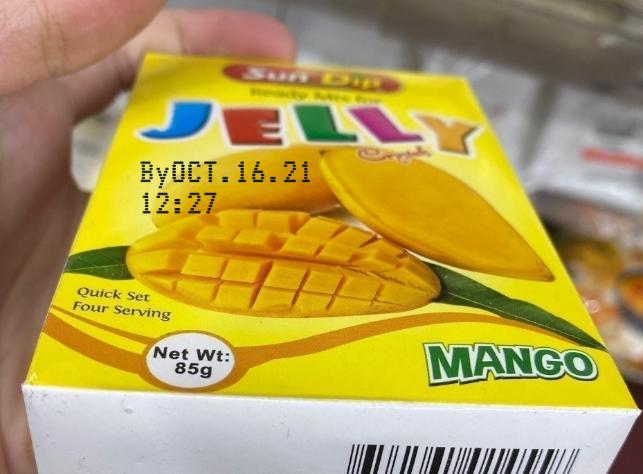 Sun Dip
Ready Mix for
JELLY
Crystals
ByOCT.16.21
12:27
Quick Set
Four Serving
Net Wt:
85g
MANGO